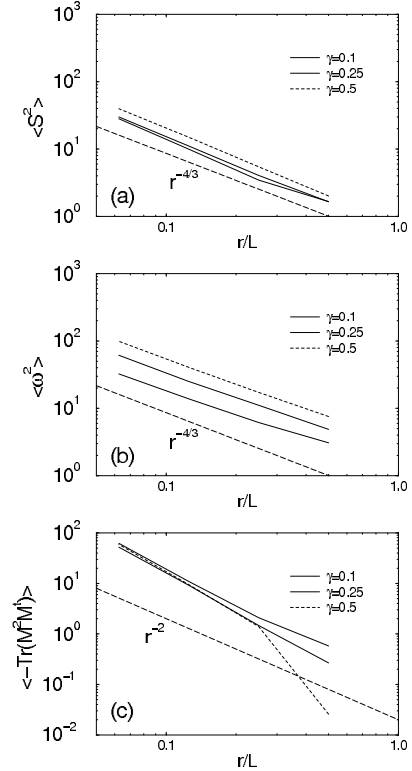 10³
10²
10¹
10⁰
<S²>
γ=0.1
γ=0.25
γ=0.5
r⁻⁴/³
(a)
0.1
1.0
r/L
10³
10²
10¹
10⁰
<ω²>
γ=0.1
γ=0.25
γ=0.5
r⁻⁴/³
(b)
0.1
1.0
r/L
10²
10¹
10⁰
10⁻¹
10⁻²
<−Tr(M²Mᵗ)>
γ=0.1
γ=0.25
γ=0.5
r⁻²
(c)
0.1
1.0
r/L